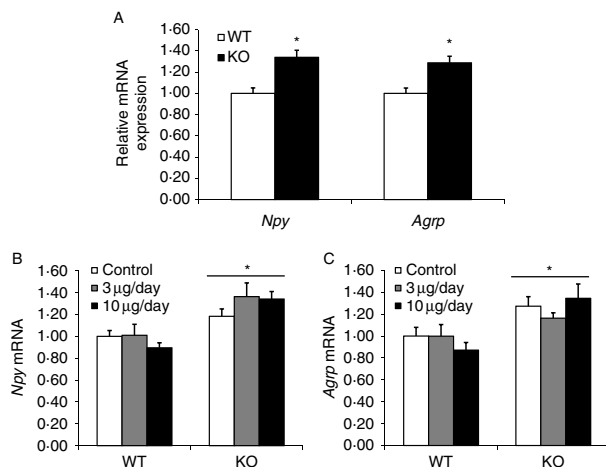 A
WT
KO
Relative mRNA
expression
1·60
1·40
1·20
1·00
0·80
0·60
0·40
0·20
0·00
*
*
Npy
Agrp
B
Control
3 µg/day
10 µg/day
Npy mRNA
1·60
1·40
1·20
1·00
0·80
0·60
0·40
0·20
0·00
*
WT
KO
C
Control
3 µg/day
10 µg/day
Agrp mRNA
1·60
1·40
1·20
1·00
0·80
0·60
0·40
0·20
0·00
*
WT
KO